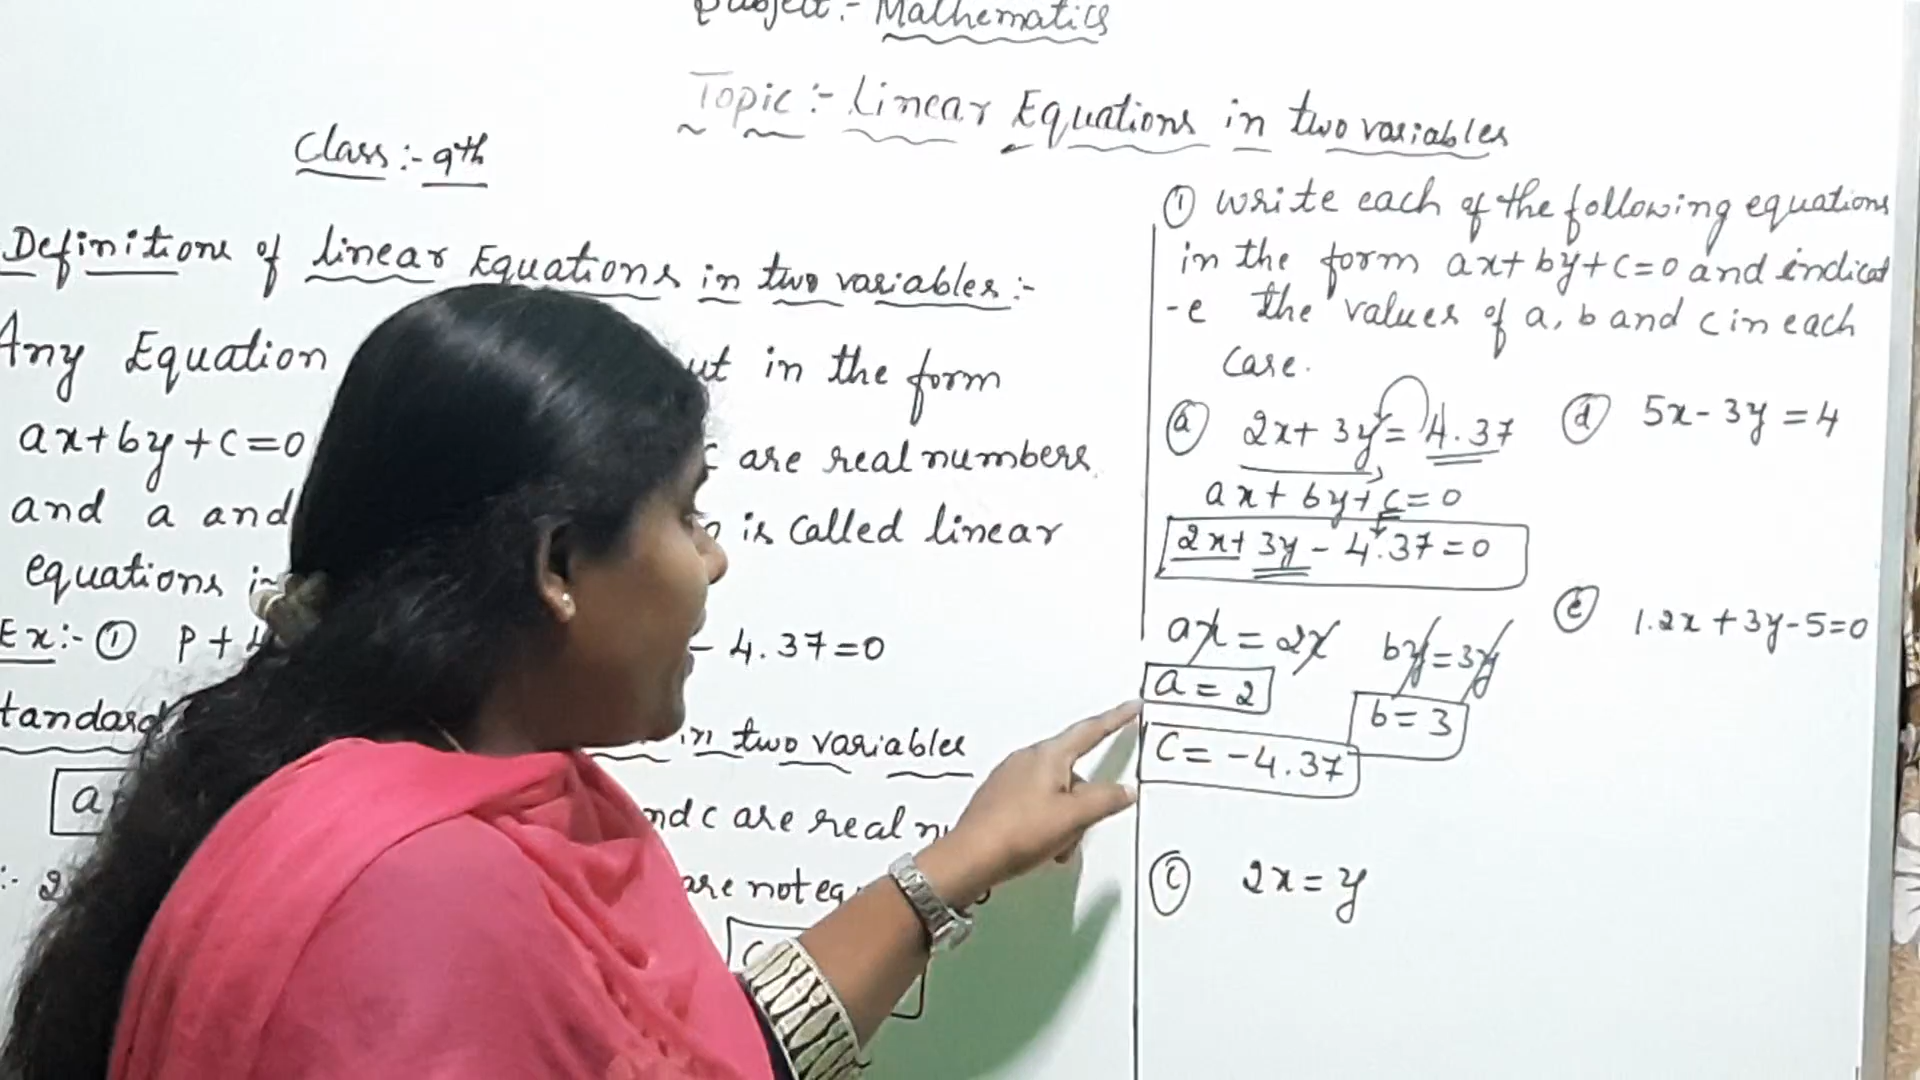 Subject:- Mathematics
Topic:- Linear Equations in two variables
Class:- 9th
Definitions of linear Equations in two variables:-
Any Equation ut in the form
ax+by+c=0 are real numbers
and a and is called linear
equations
Ex:- ① P+ - 4.37=0
in two variables
a nd c are real
:- 2 are not eq
① write each of the following equations
in the form ax+by+c=0 and indicat
-e the values of a, b and c in each
case.
ⓐ 2x+3y=4.37
ax+by+c=0
2x+3y-4.37=0
ax=2x by=3y
a=2 b=3
c=-4.37
ⓒ 2x=y
ⓓ 5x-3y=4
ⓔ 1.2x+3y-5=0